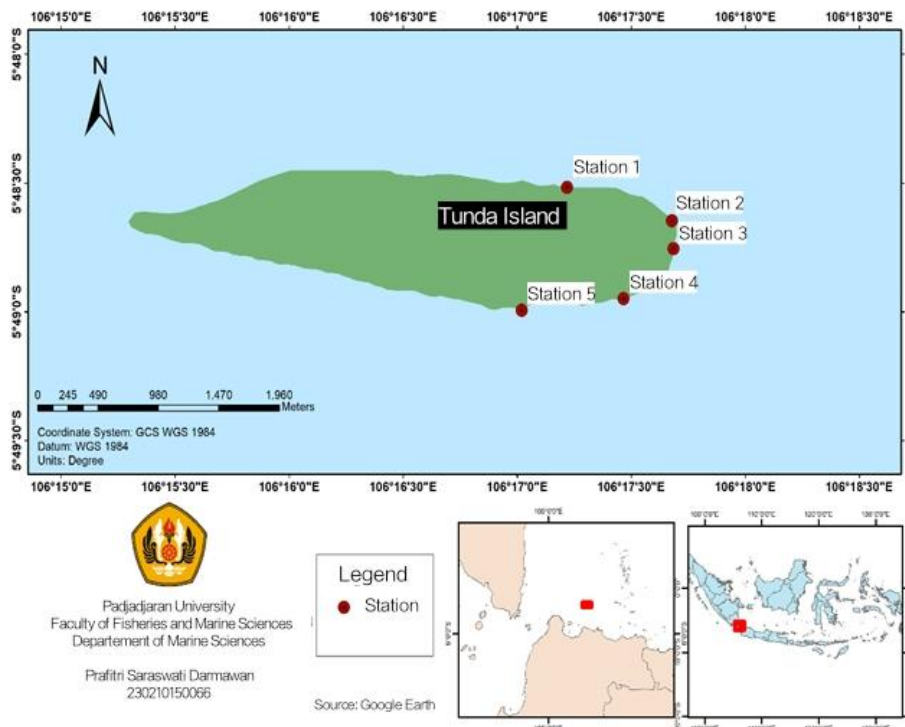 106°15'0"E 106°15'30"E 106°16'0"E 106°16'30"E 106°17'0"E 106°17'30"E 106°18'0"E 106°18'30"E
5°48'0"S
5°48'30"S
5°49'0"S
5°49'30"S
N
Station 1
Station 2
Tunda Island
Station 3
Station 4
Station 5
0 245 490 980 1,470 1,960
Meters
Coordinate System: GCS WGS 1984
Datum: WGS 1984
Units: Degree
106°15'0"E 106°15'30"E 106°16'0"E 106°16'30"E 106°17'0"E 106°17'30"E 106°18'0"E 106°18'30"E
Padjadjaran University
Faculty of Fisheries and Marine Sciences
Departement of Marine Sciences
Prafitri Saraswati Darmawan
230210150066
Legend
Station
Source: Google Earth